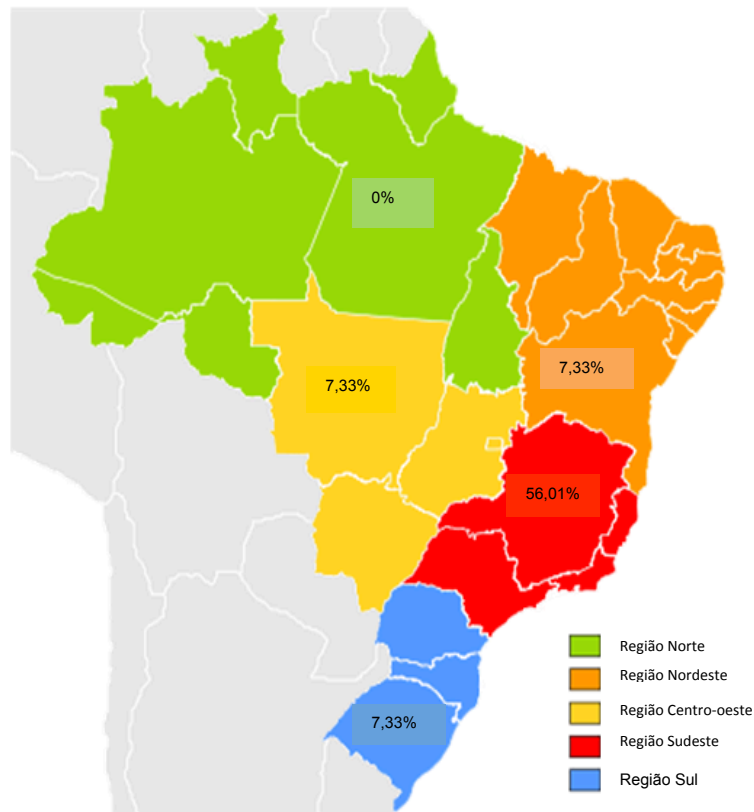 0%
7,33%
7,33%
56,01%
7,33%
Região Norte
Região Nordeste
Região Centro-oeste
Região Sudeste
Região Sul